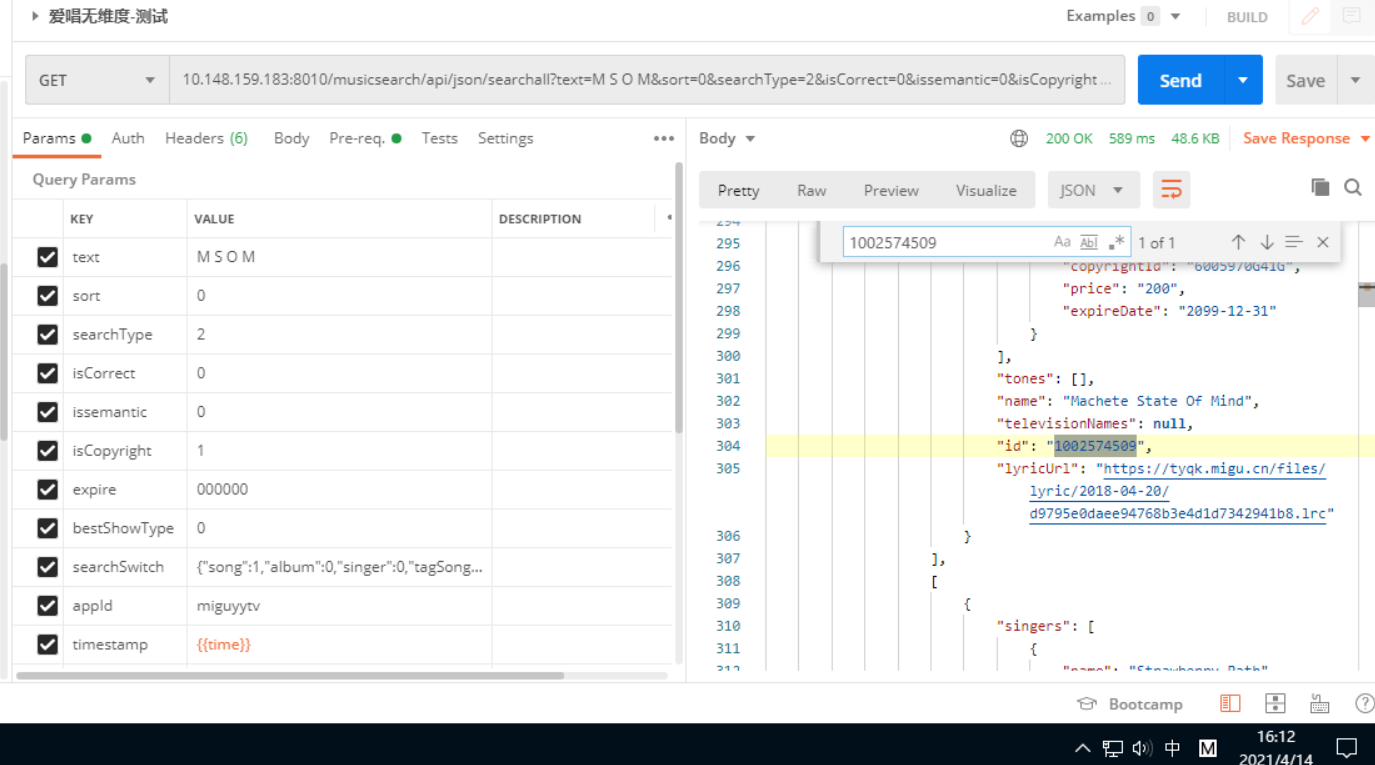 爱唱无维度-测试
Examples 0
BUILD
GET
10.148.159.183:8010/musicsearch/api/json/searchall?text=M S O M&sort=0&searchType=2&isCorrect=0&issemantic=0&isCopyright ...
Send
Save
Params
Auth
Headers (6)
Body
Pre-req.
Tests
Settings
Query Params
KEY VALUE DESCRIPTION
text M S O M
sort 0
searchType 2
isCorrect 0
issemantic 0
isCopyright 1
expire 000000
bestShowType 0
searchSwitch {"song":1,"album":0,"singer":0,"tagSong...
appId miguyytv
timestamp {{time}}
Body
200 OK 589 ms 48.6 KB Save Response
Pretty Raw Preview Visualize JSON
1002574509 Aa Abl .* 1 of 1
294
295
296 "copyrightId": "6005970G41G",
297 "price": "200",
298 "expireDate": "2099-12-31"
299 }
300 ],
301 "tones": [],
302 "name": "Machete State Of Mind",
303 "televisionNames": null,
304 "id": "1002574509",
305 "lyricUrl": "https://tyqk.migu.cn/files/
lyric/2018-04-20/
d9795e0daee94768b3e4d1d7342941b8.lrc"
306 }
307 ],
308 [
309 {
310 "singers": [
311 {
312 "name": "Strawberry Path"
Bootcamp
中 M
16:12
2021/4/14